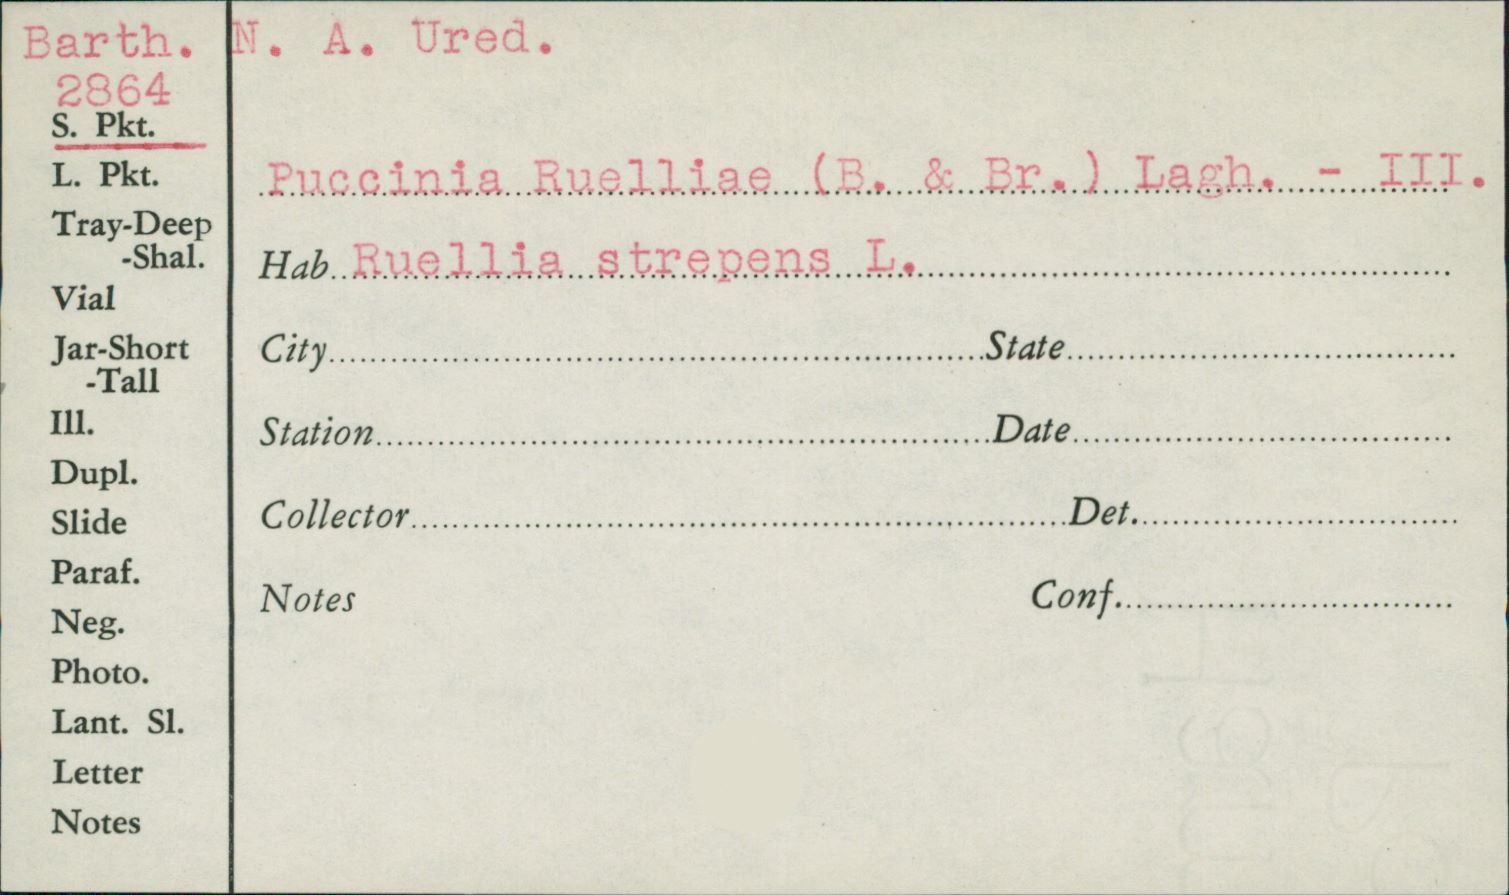 Barth. N. A. Ured.
2864
S. Pkt.
L. Pkt.
Tray-Deep
-Shal.
Vial
Jar-Short
-Tall
Ill.
Dupl.
Slide
Paraf.
Neg.
Photo.
Lant. Sl.
Letter
Notes
Puccinia Ruelliae (B. & Br.) Lagh. - III.
Hab Ruellia strepens L.
City State
Station Date
Collector Det.
Notes Conf.